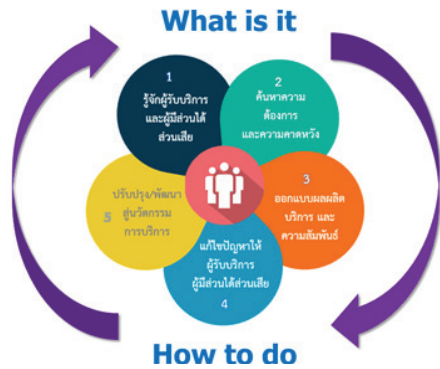 What is it
1
รู้จักผู้รับบริการ
และผู้มีส่วนได้
ส่วนเสีย
2
ค้นหาความ
ต้องการ
และความคาดหวัง
3
ออกแบบผลผลิต
บริการ และ
ความสัมพันธ์
แก้ไขปัญหาให้
ผู้รับบริการ
ผู้มีส่วนได้ส่วนเสีย
4
ปรับปรุง/พัฒนา
5 สู่นวัตกรรม
การบริการ
How to do